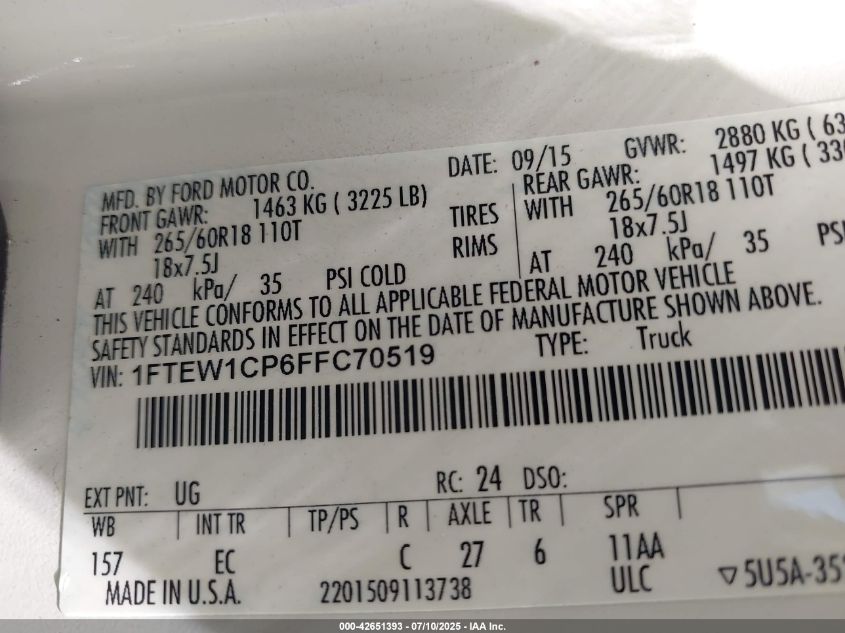 MFD. BY FORD MOTOR CO. DATE: 09/15 GVWR: 2880 KG ( 63
FRONT GAWR: 1463 KG ( 3225 LB) REAR GAWR: 1497 KG ( 330
WITH 265/60R18 110T TIRES WITH 265/60R18 110T
18x7.5J RIMS 18x7.5J
AT 240 kPa/ 35 PSI COLD AT 240 kPa/ 35 PSI
THIS VEHICLE CONFORMS TO ALL APPLICABLE FEDERAL MOTOR VEHICLE
SAFETY STANDARDS IN EFFECT ON THE DATE OF MANUFACTURE SHOWN ABOVE.
VIN: 1FTEW1CP6FFC70519 TYPE: Truck
EXT PNT: UG RC: 24 DSO:
WB INT TR TP/PS R AXLE TR SPR
157 EC C 27 6 11AA
MADE IN U.S.A. 2201509113738 ULC ▽5U5A-35
000-42651393 - 07/10/2025 - IAA Inc.